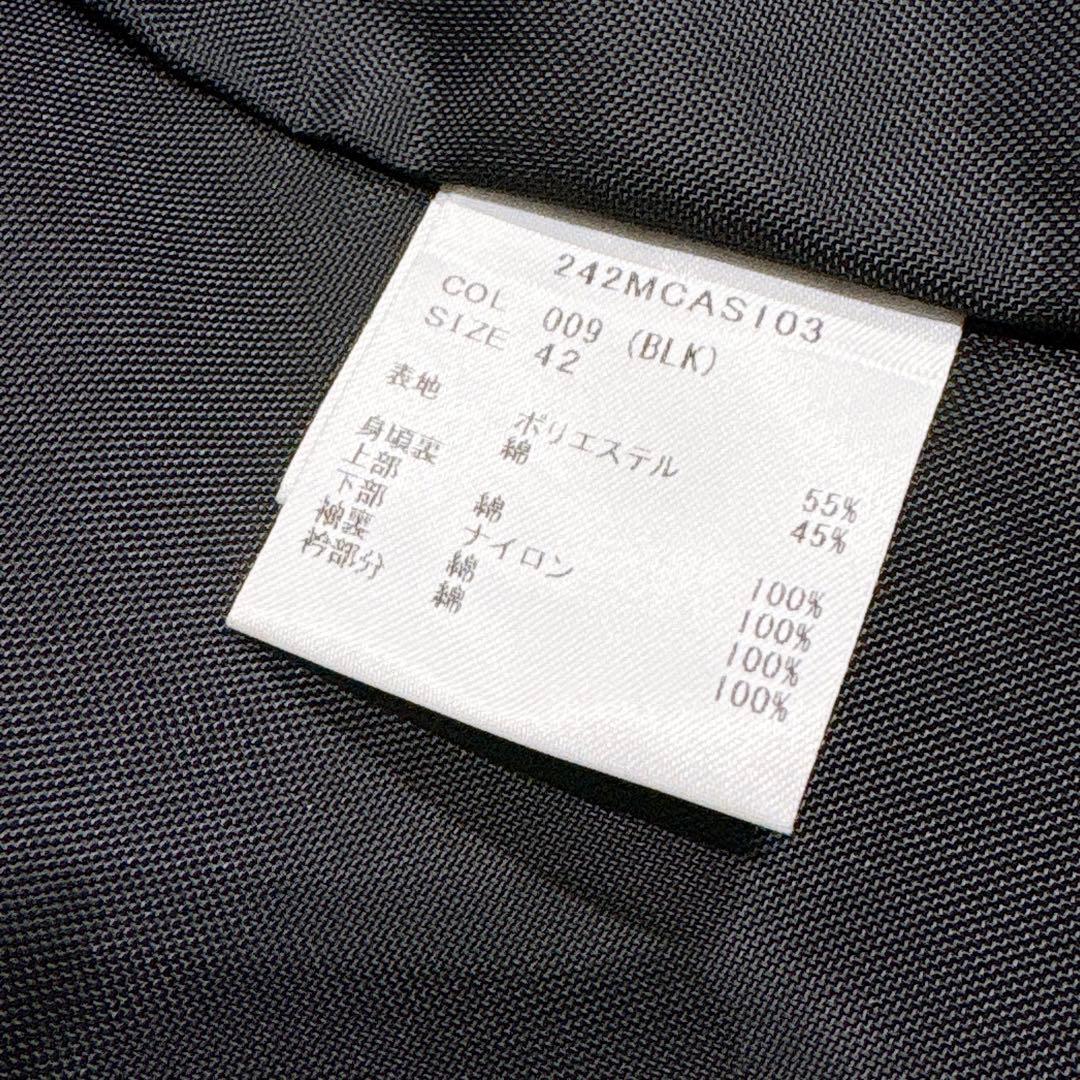 242MCAS103
COL 009 (BLK)
SIZE 42
表地 ポリエステル 55%
綿 45%
身頃裏
上部 綿 100%
下部 ナイロン 100%
袖裏 綿 100%
衿部分 綿 100%